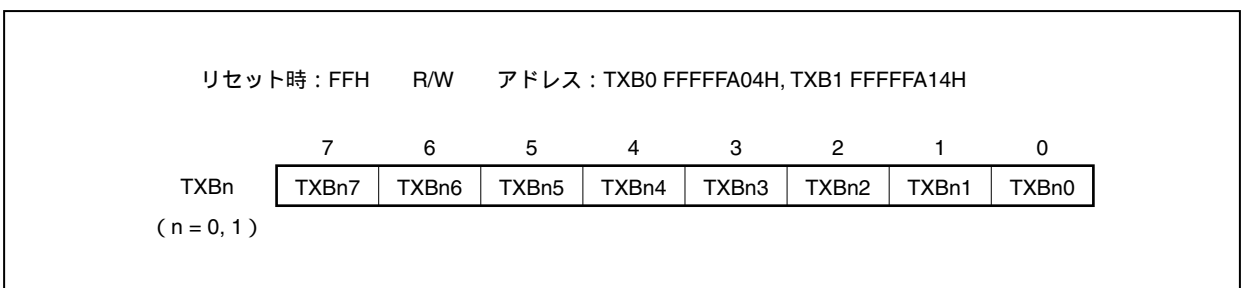 リセット時：FFH R/W アドレス：TXB0 FFFFFA04H, TXB1 FFFFFA14H
7 6 5 4 3 2 1 0
TXBn TXBn7 TXBn6 TXBn5 TXBn4 TXBn3 TXBn2 TXBn1 TXBn0
（n = 0, 1）